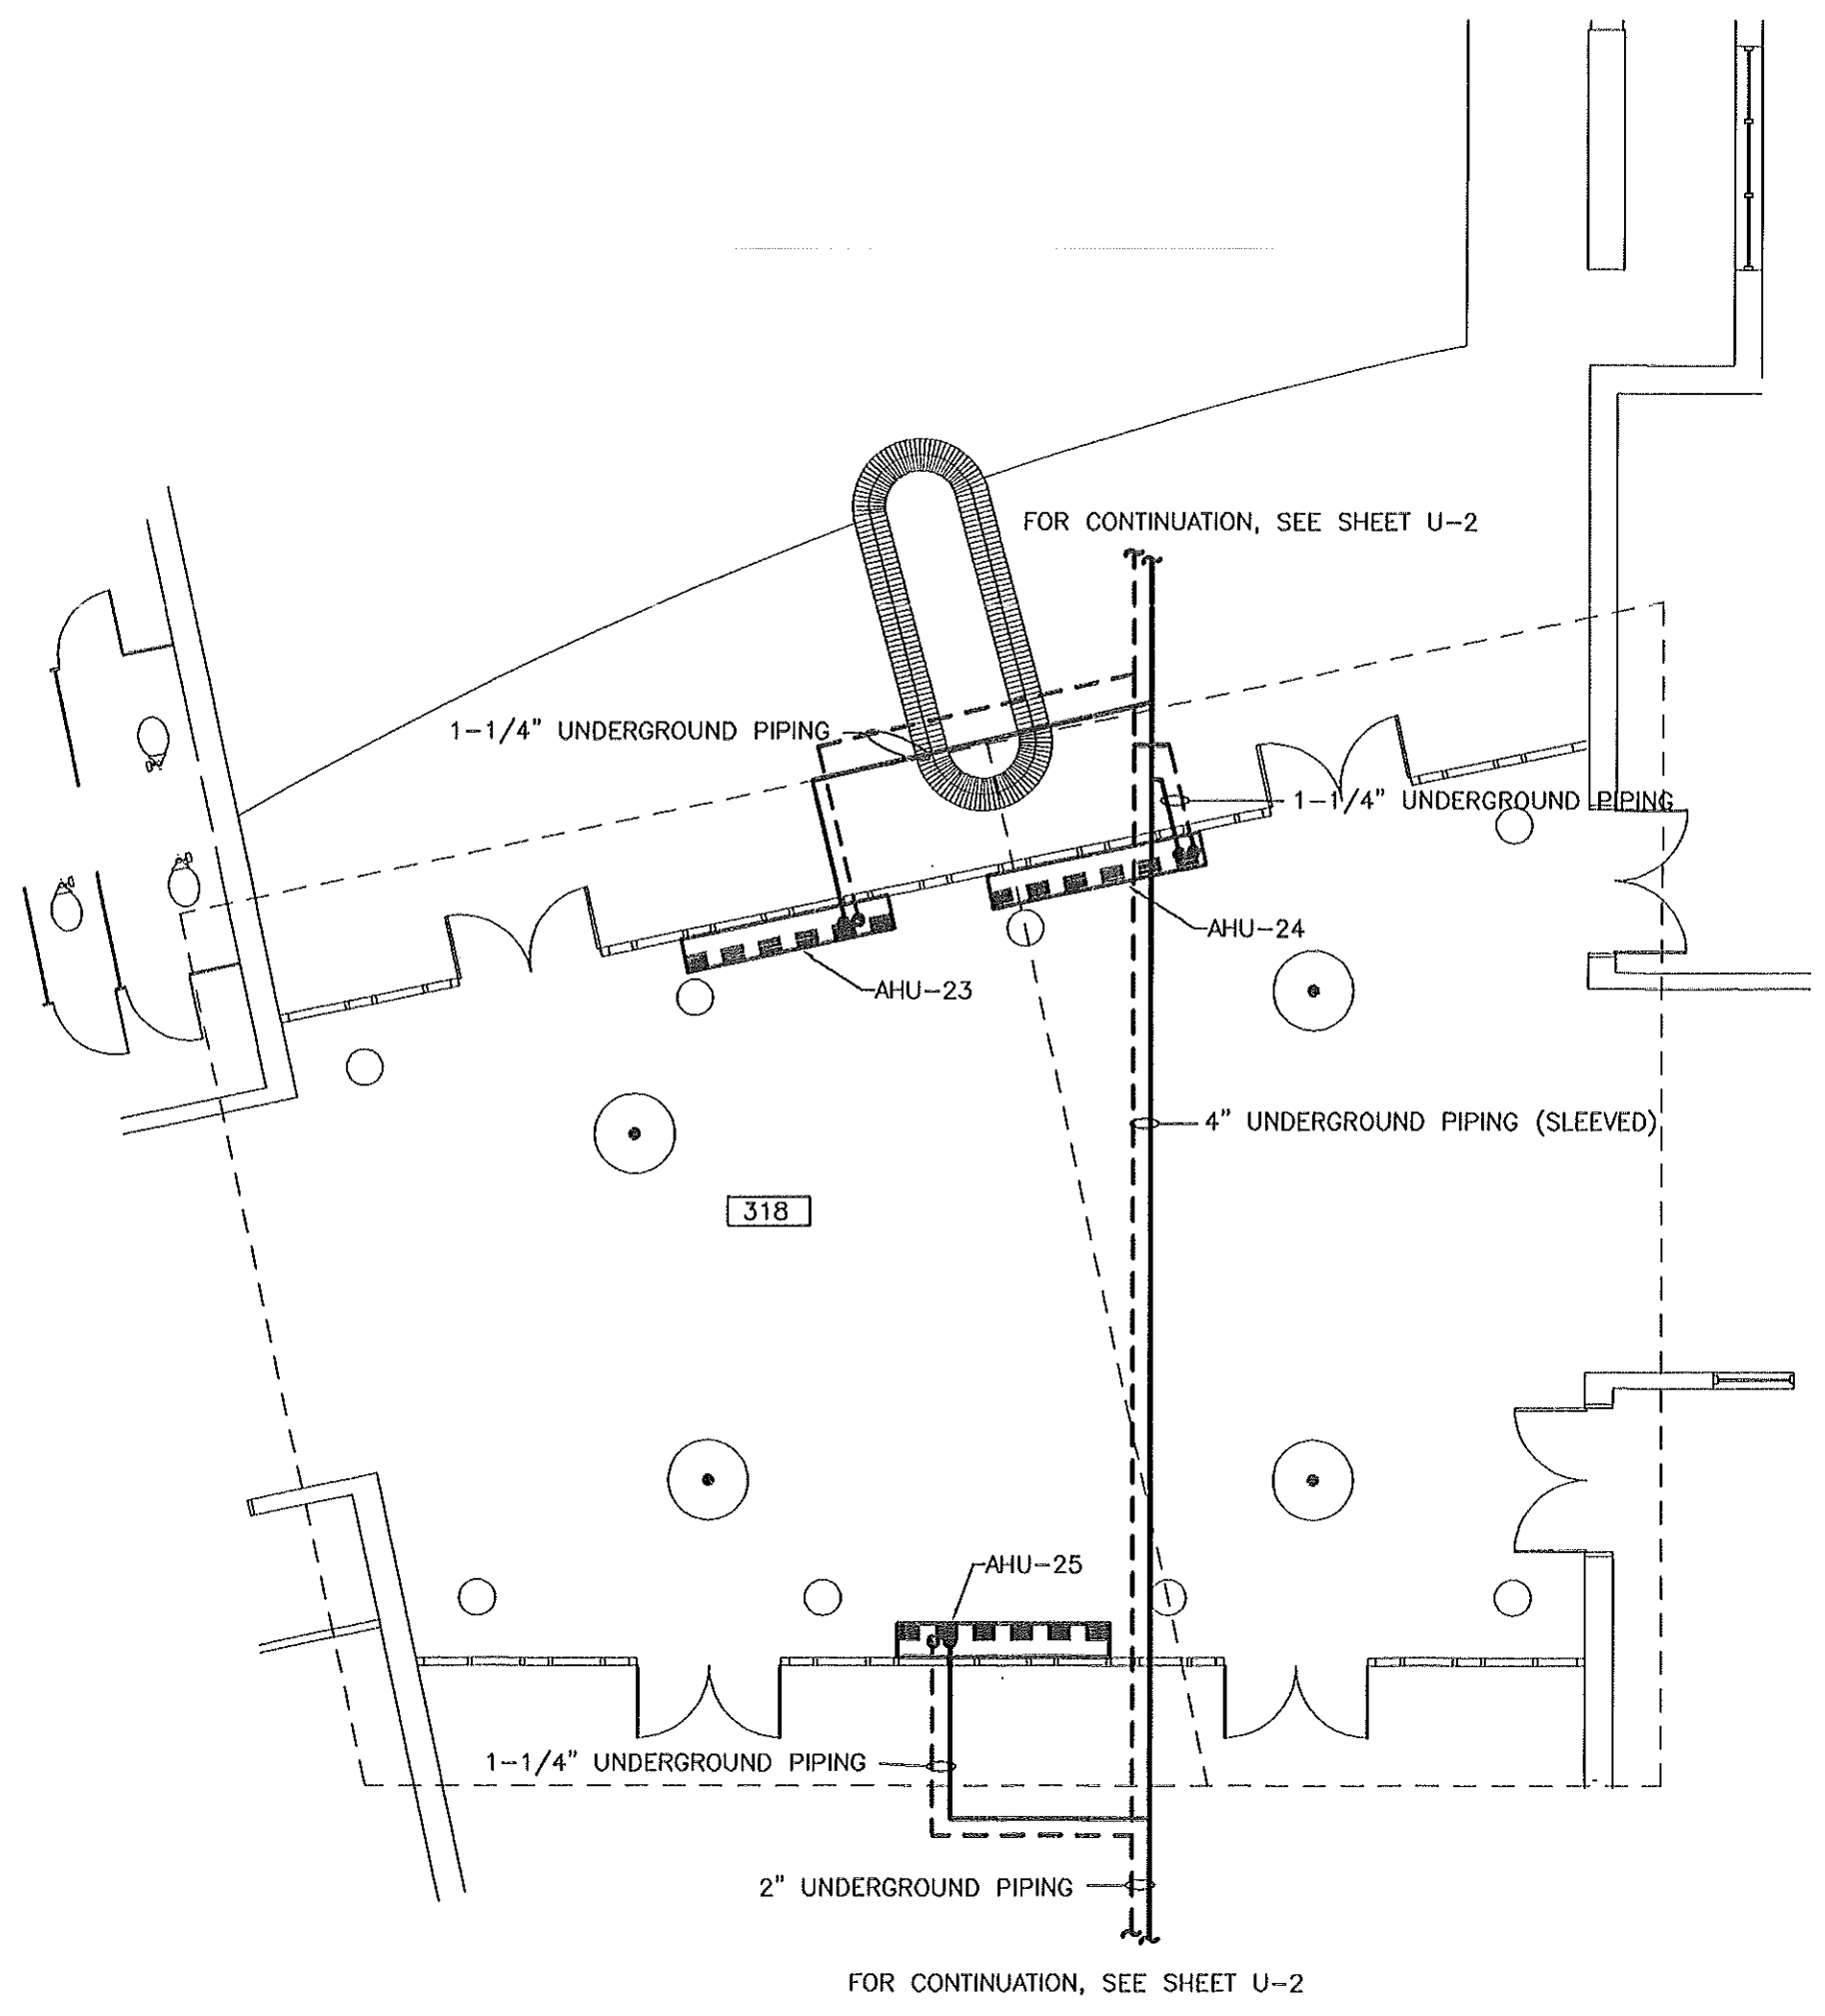 FOR CONTINUATION, SEE SHEET U-2
1-1/4" UNDERGROUND PIPING
1-1/4" UNDERGROUND PIPING
AHU-24
AHU-23
4" UNDERGROUND PIPING (SLEEVED)
318
AHU-25
1-1/4" UNDERGROUND PIPING
2" UNDERGROUND PIPING
FOR CONTINUATION, SEE SHEET U-2